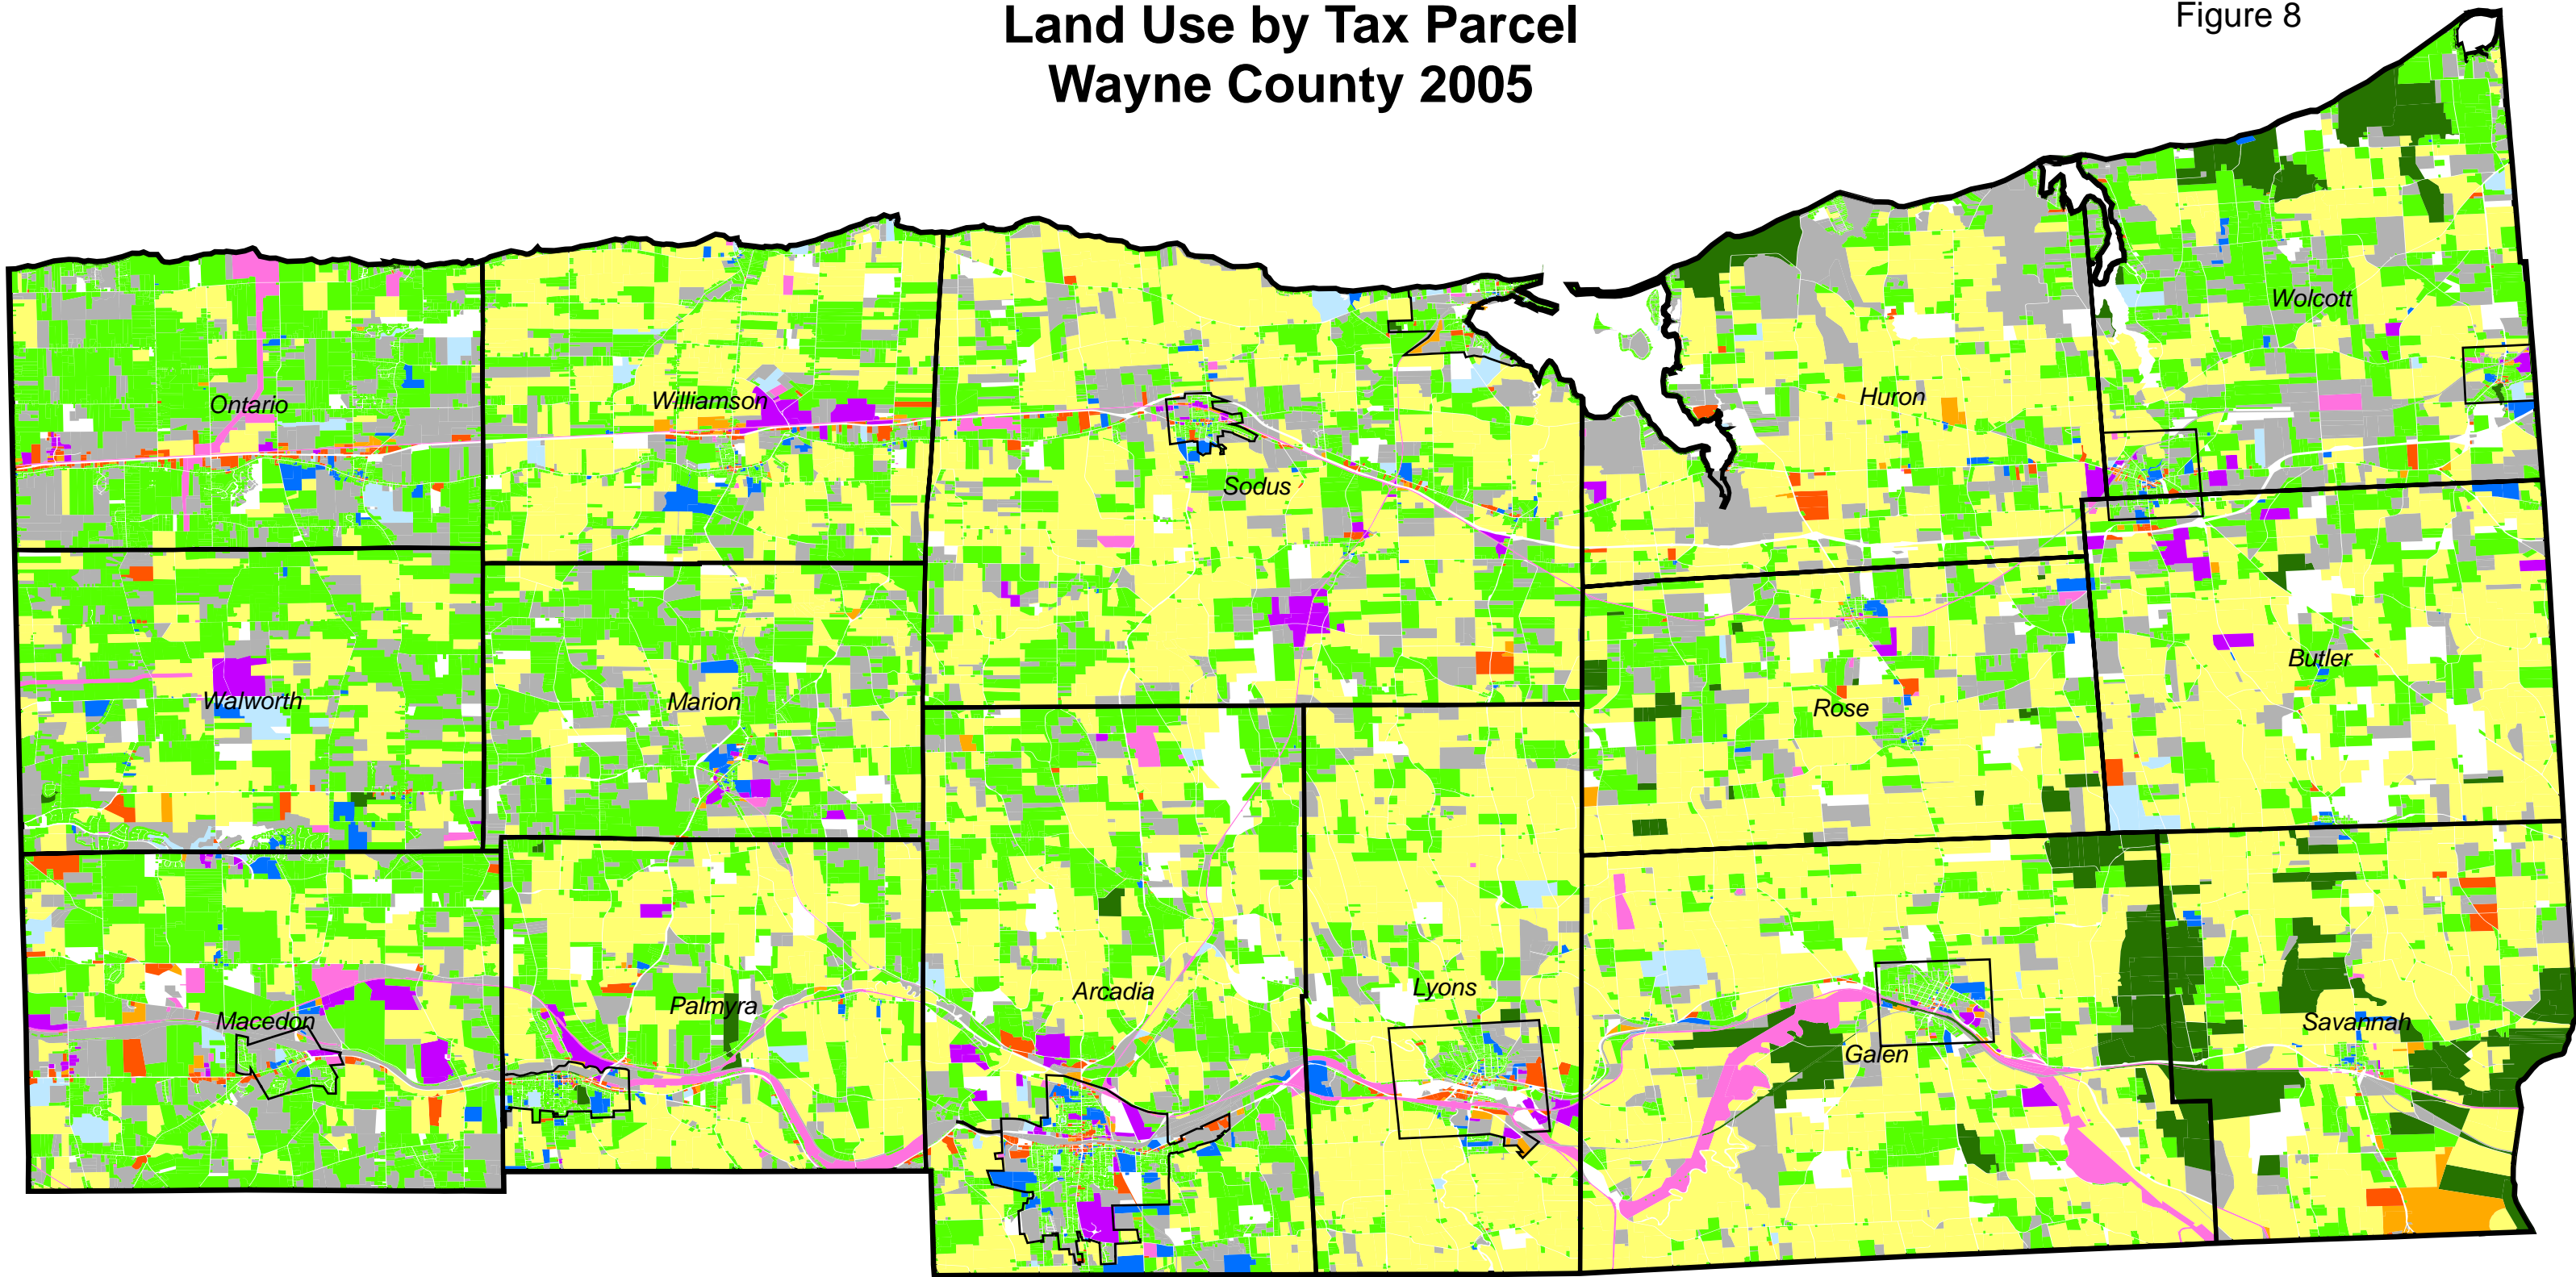 Land Use by Tax Parcel
Wayne County 2005
Figure 8
Wolcott
Ontario
Williamson
Huron
Sodus
Walworth
Marion
Rose
Butler
Macedon
Palmyra
Arcadia
Lyons
Galen
Savannah